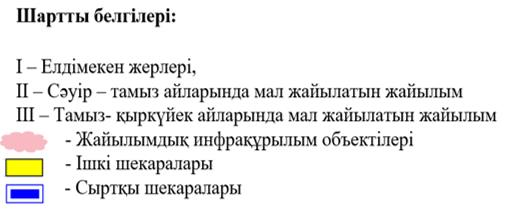 Шартты белгілері:
I – Елдімекен жерлері,
II – Сәуір – тамыз айларында мал жайылатын жайылым
III – Тамыз- қыркүйек айларында мал жайылатын жайылым
- Жайылымдық инфрақұрылым объектілері
- Ішкі шекаралары
- Сыртқы шекаралары